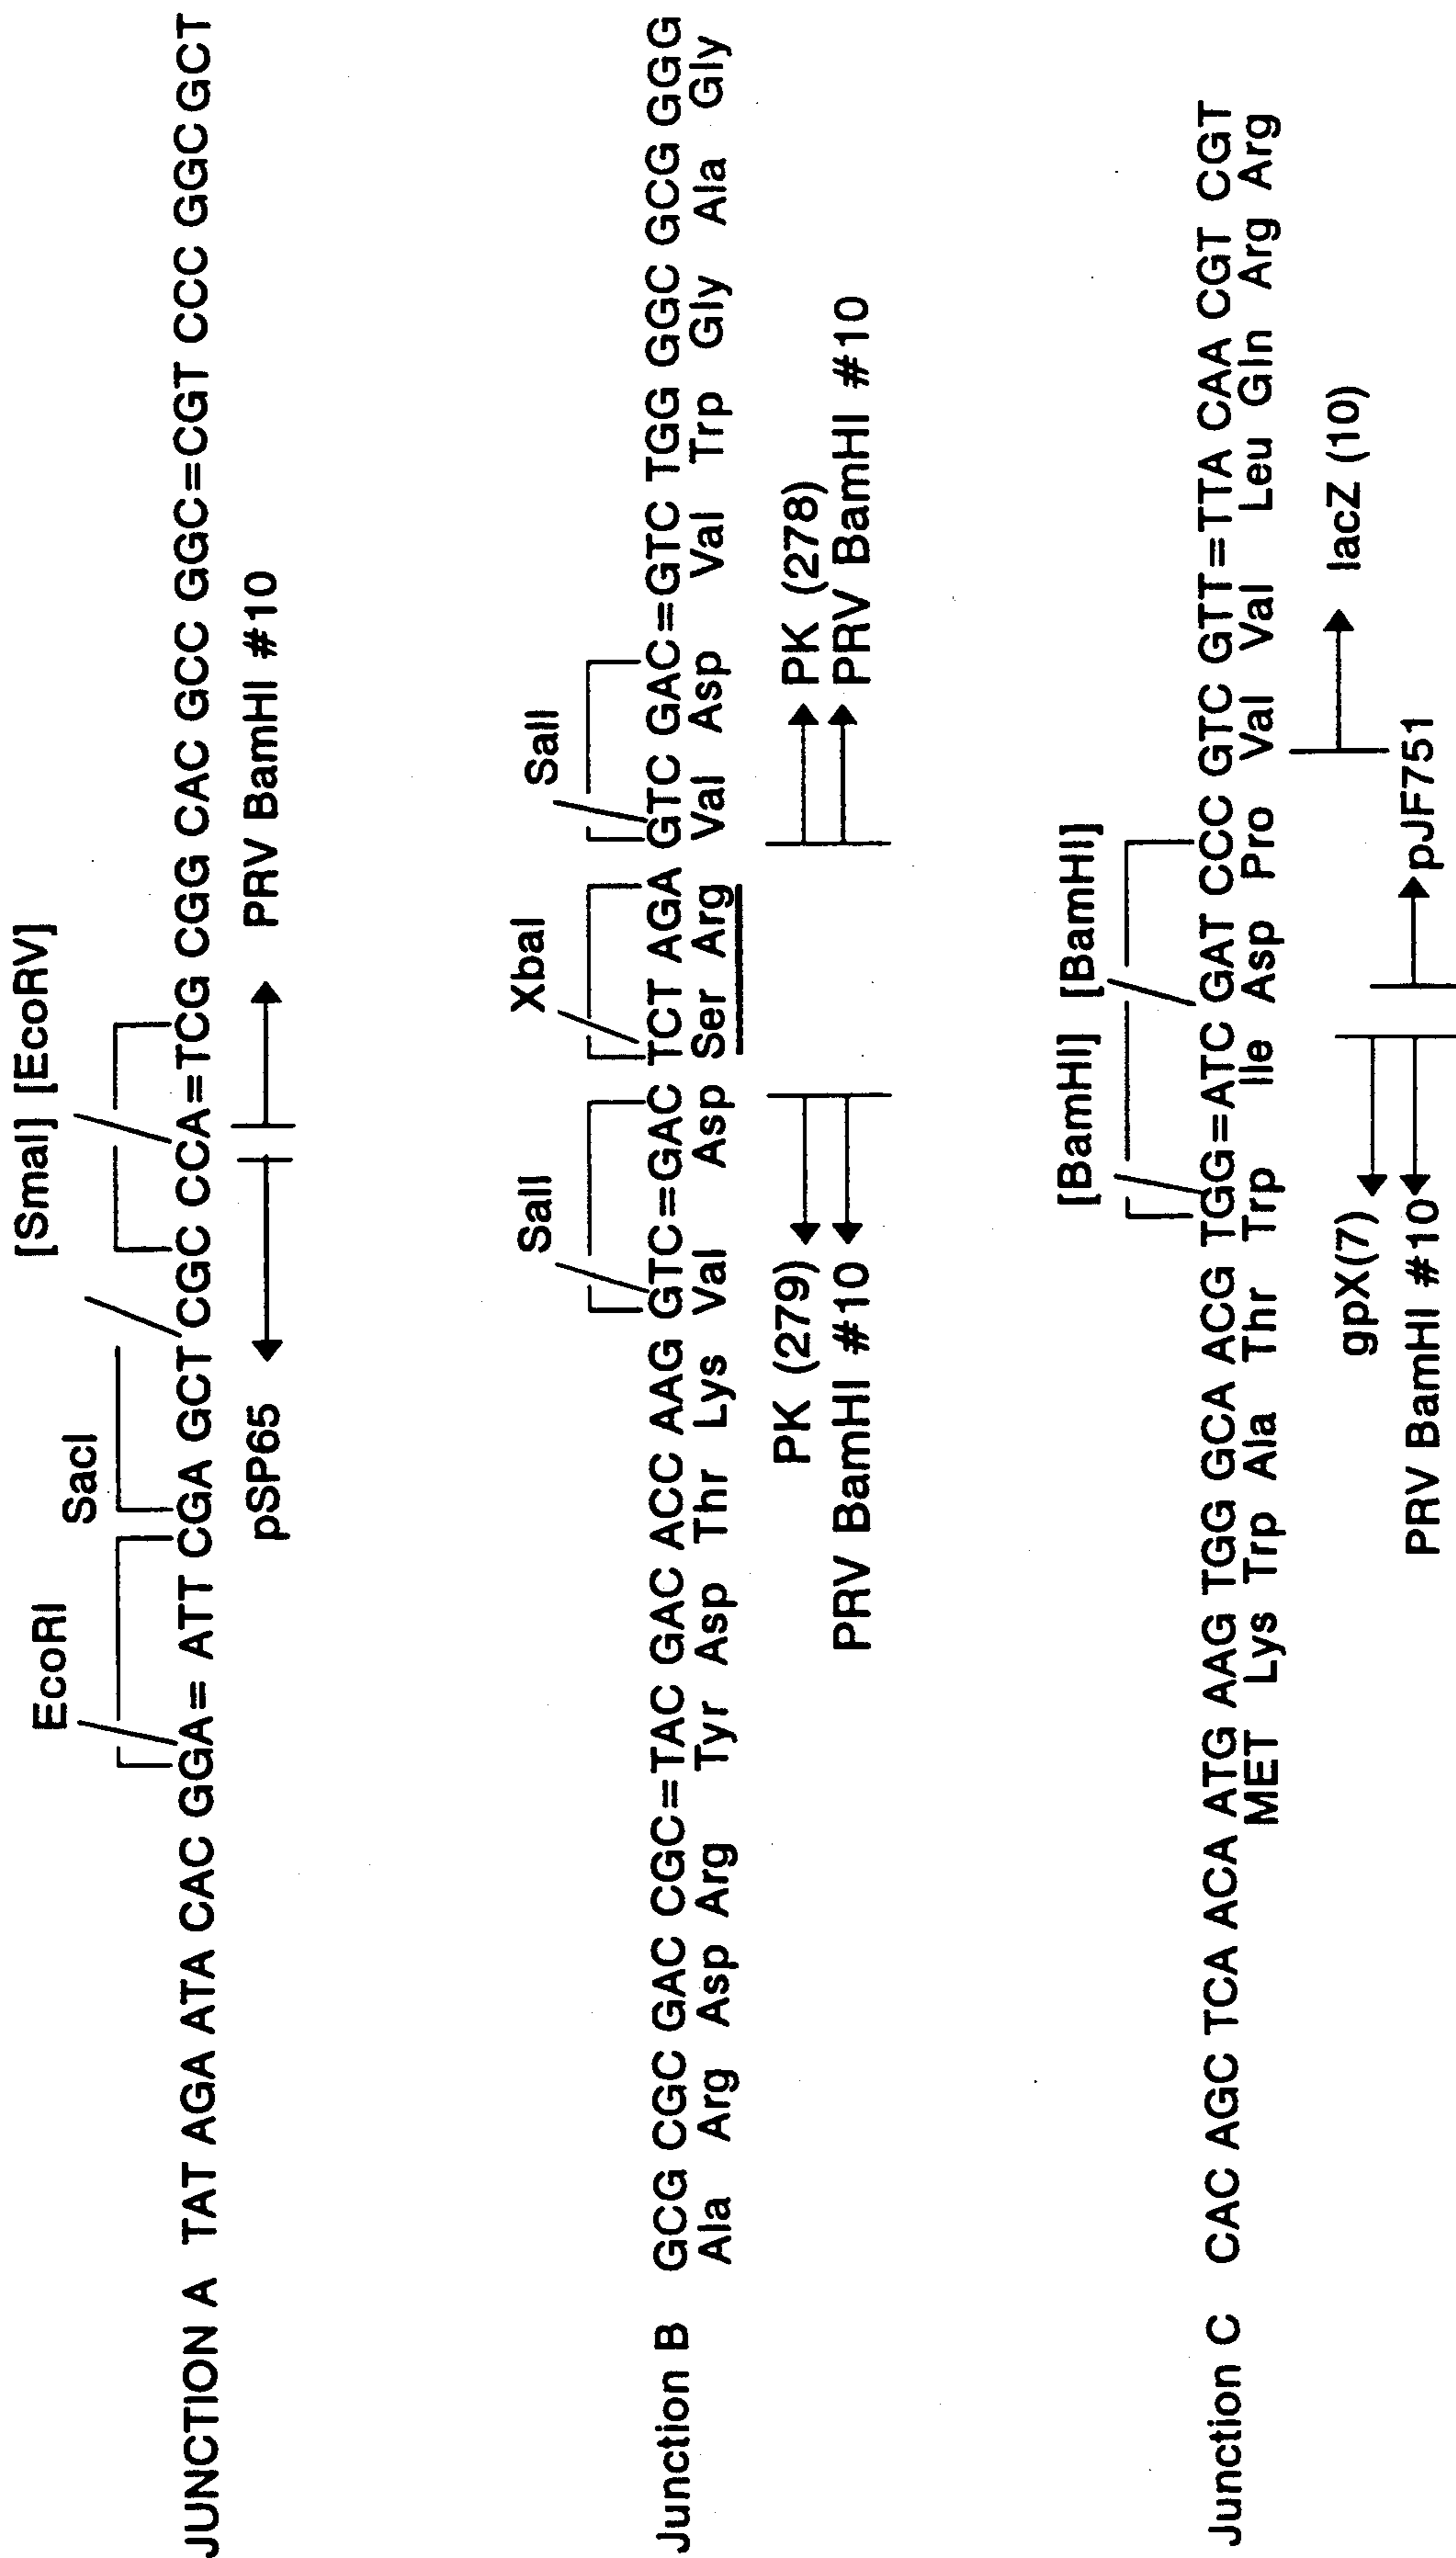 [SmaI] [EcoRV]
EcoRI SacI
JUNCTION A TAT AGA ATA CAC GGA= ATT CGA GCT CGC CCA=TCG CGG CAC GCC GGC=CGT CCC GGC GCT
pSP65 PRV BamHI #10
SalI XbaI SalI
Junction B GCG CGC GAC CGC=TAC GAC ACC AAG GTC=GAC TCT AGA GTC GAC=GTC TGG GGC GCG GGG
Ala Arg Asp Arg Tyr Asp Thr Lys Val Asp Ser Arg Val Asp Val Trp Gly Ala Gly
PK (279) PK (278)
PRV BamHI #10 PRV BamHI #10
[BamHI] [BamHI]
Junction C CAC AGC TCA ACA ATG AAG TGG GCA ACG TGG=ATC GAT CCC GTC GTT=TTA CAA CGT CGT
MET Lys Trp Ala Thr Trp Ile Asp Pro Val Val Leu Gln Arg Arg
lacZ (10)
gpX(7)
PRV BamHI #10 pJF751